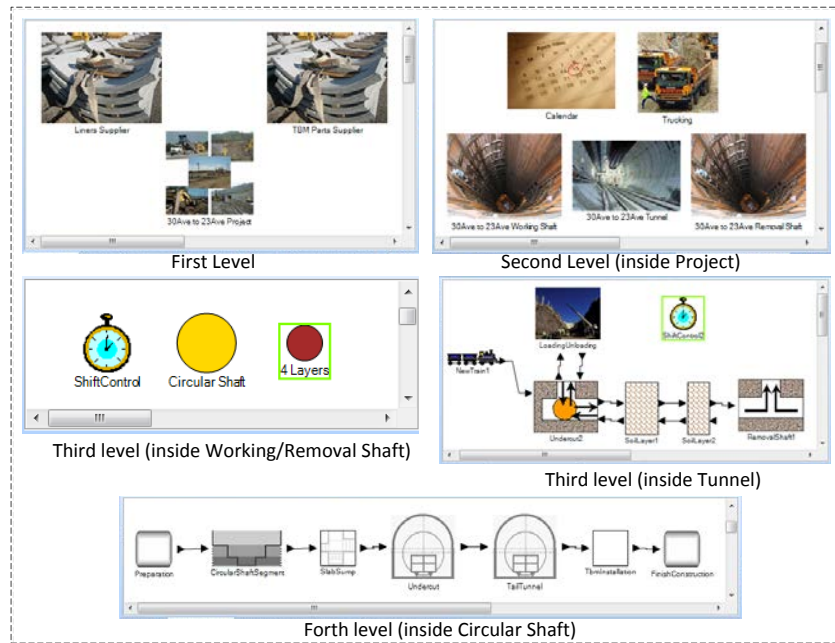 Liners Supplier
TBM Parts Supplier
30Ave to 23Ave Project
First Level
Calendar
Trucking
30Ave to 23Ave Working Shaft
30Ave to 23Ave Tunnel
30Ave to 23Ave Removal Shaft
Second Level (inside Project)
ShiftControl
Circular Shaft
4 Layers
Third level (inside Working/Removal Shaft)
LoadingUnloading
ShiftControl2
NewTrain1
Undercut2
SoilLayer1
SoilLayer2
RemovalShaft1
Third level (inside Tunnel)
Preparation
CircularShaftSegment
SlabSump
Undercut
TailTunnel
TbmInstallation
FinishConstruction
Forth level (inside Circular Shaft)